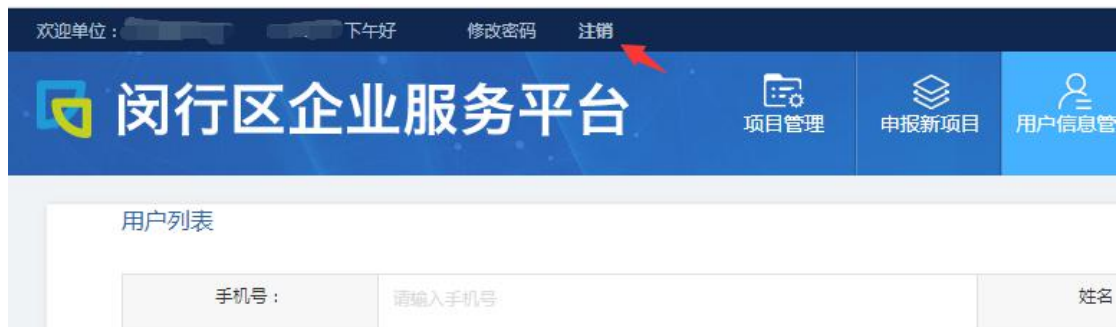 欢迎单位： 下午好 修改密码 注销
闵行区企业服务平台
项目管理 申报新项目 用户信息管
用户列表
手机号： 请输入手机号 姓名